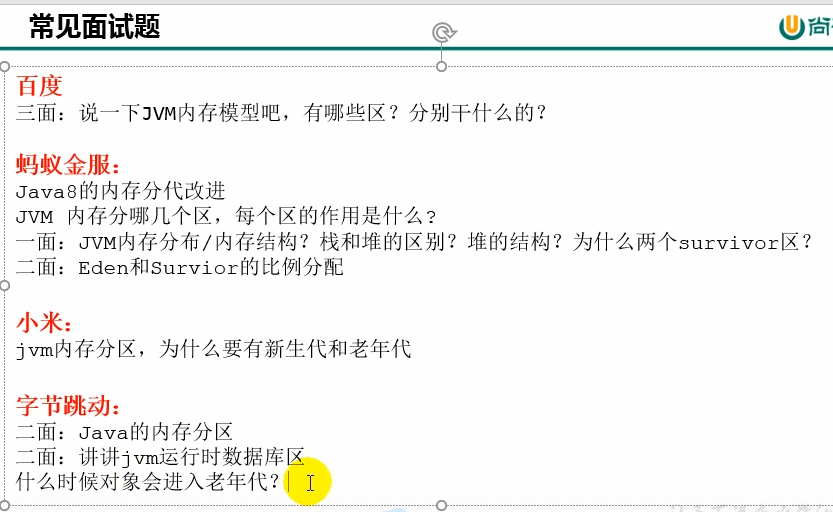 常见面试题
尚
百度
三面：说一下JVM内存模型吧，有哪些区？分别干什么的？
蚂蚁金服：
Java8的内存分代改进
JVM 内存分哪几个区，每个区的作用是什么?
一面：JVM内存分布/内存结构？栈和堆的区别？堆的结构？为什么两个survivor区？
二面：Eden和Survior的比例分配
小米：
jvm内存分区，为什么要有新生代和老年代
字节跳动：
二面：Java的内存分区
二面：讲讲jvm运行时数据库区
什么时候对象会进入老年代？